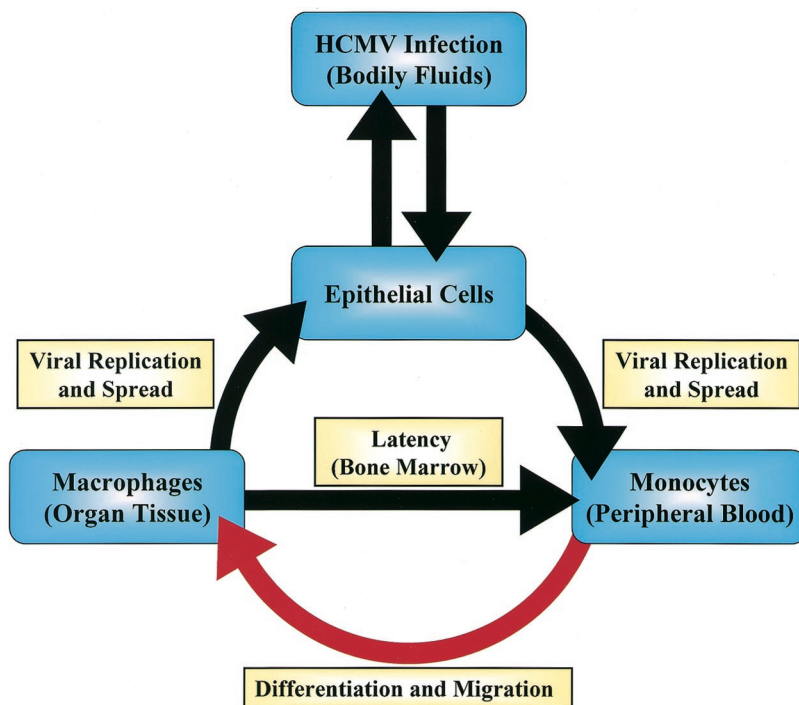 HCMV Infection
(Bodily Fluids)
Epithelial Cells
Viral Replication
and Spread
Viral Replication
and Spread
Latency
(Bone Marrow)
Macrophages
(Organ Tissue)
Monocytes
(Peripheral Blood)
Differentiation and Migration